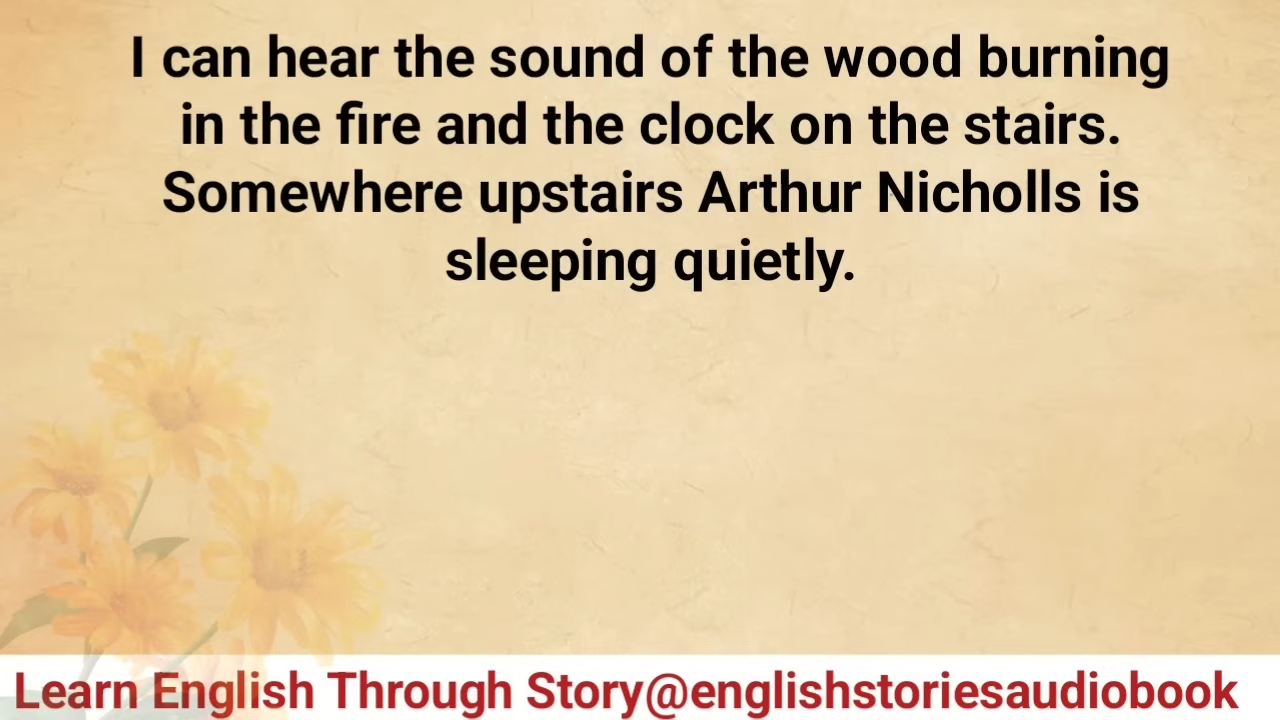 I can hear the sound of the wood burning
in the fire and the clock on the stairs.
Somewhere upstairs Arthur Nicholls is
sleeping quietly.
Learn English Through Story@englishstoriesaudiobook